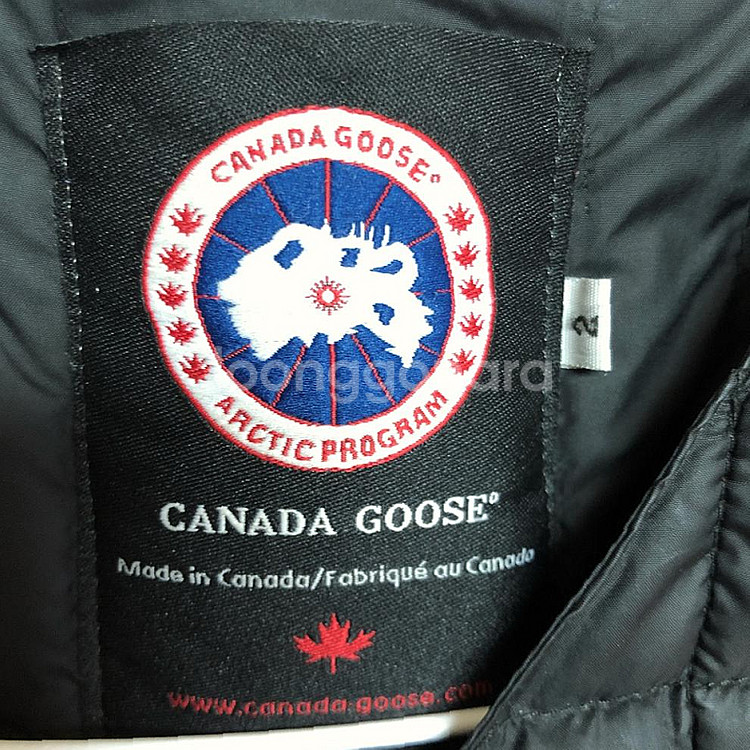 CANADA GOOSE®
ARCTIC PROGRAM
2
CANADA GOOSE®
Made in Canada/Fabriqué au Canada
www.canada-goose.com